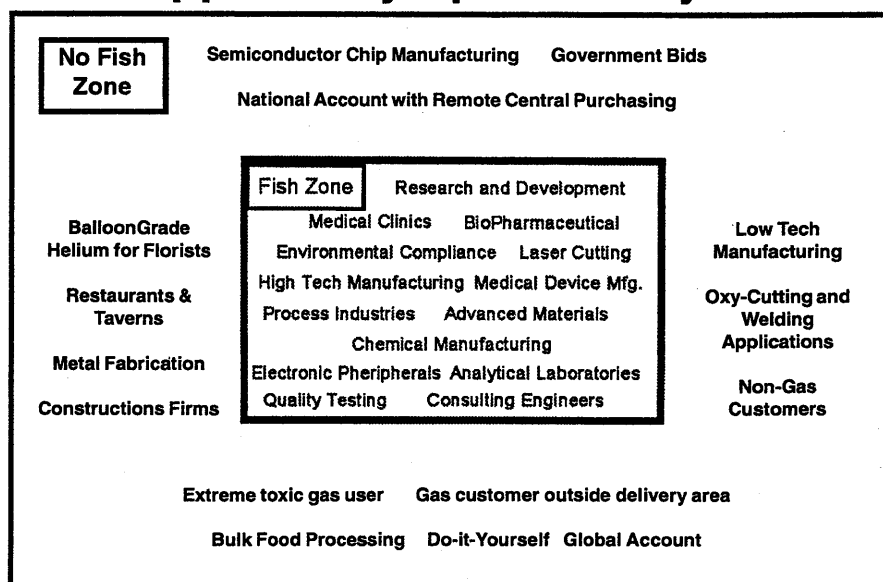 No Fish
Zone
Semiconductor Chip Manufacturing Government Bids
National Account with Remote Central Purchasing
Fish Zone
Research and Development
Medical Clinics BioPharmaceutical
Environmental Compliance Laser Cutting
High Tech Manufacturing Medical Device Mfg.
Process Industries Advanced Materials
Chemical Manufacturing
Electronic Pheripherals Analytical Laboratories
Quality Testing Consulting Engineers
BalloonGrade
Helium for Florists
Restaurants &
Taverns
Metal Fabrication
Constructions Firms
Low Tech
Manufacturing
Oxy-Cutting and
Welding
Applications
Non-Gas
Customers
Extreme toxic gas user Gas customer outside delivery area
Bulk Food Processing Do-it-Yourself Global Account